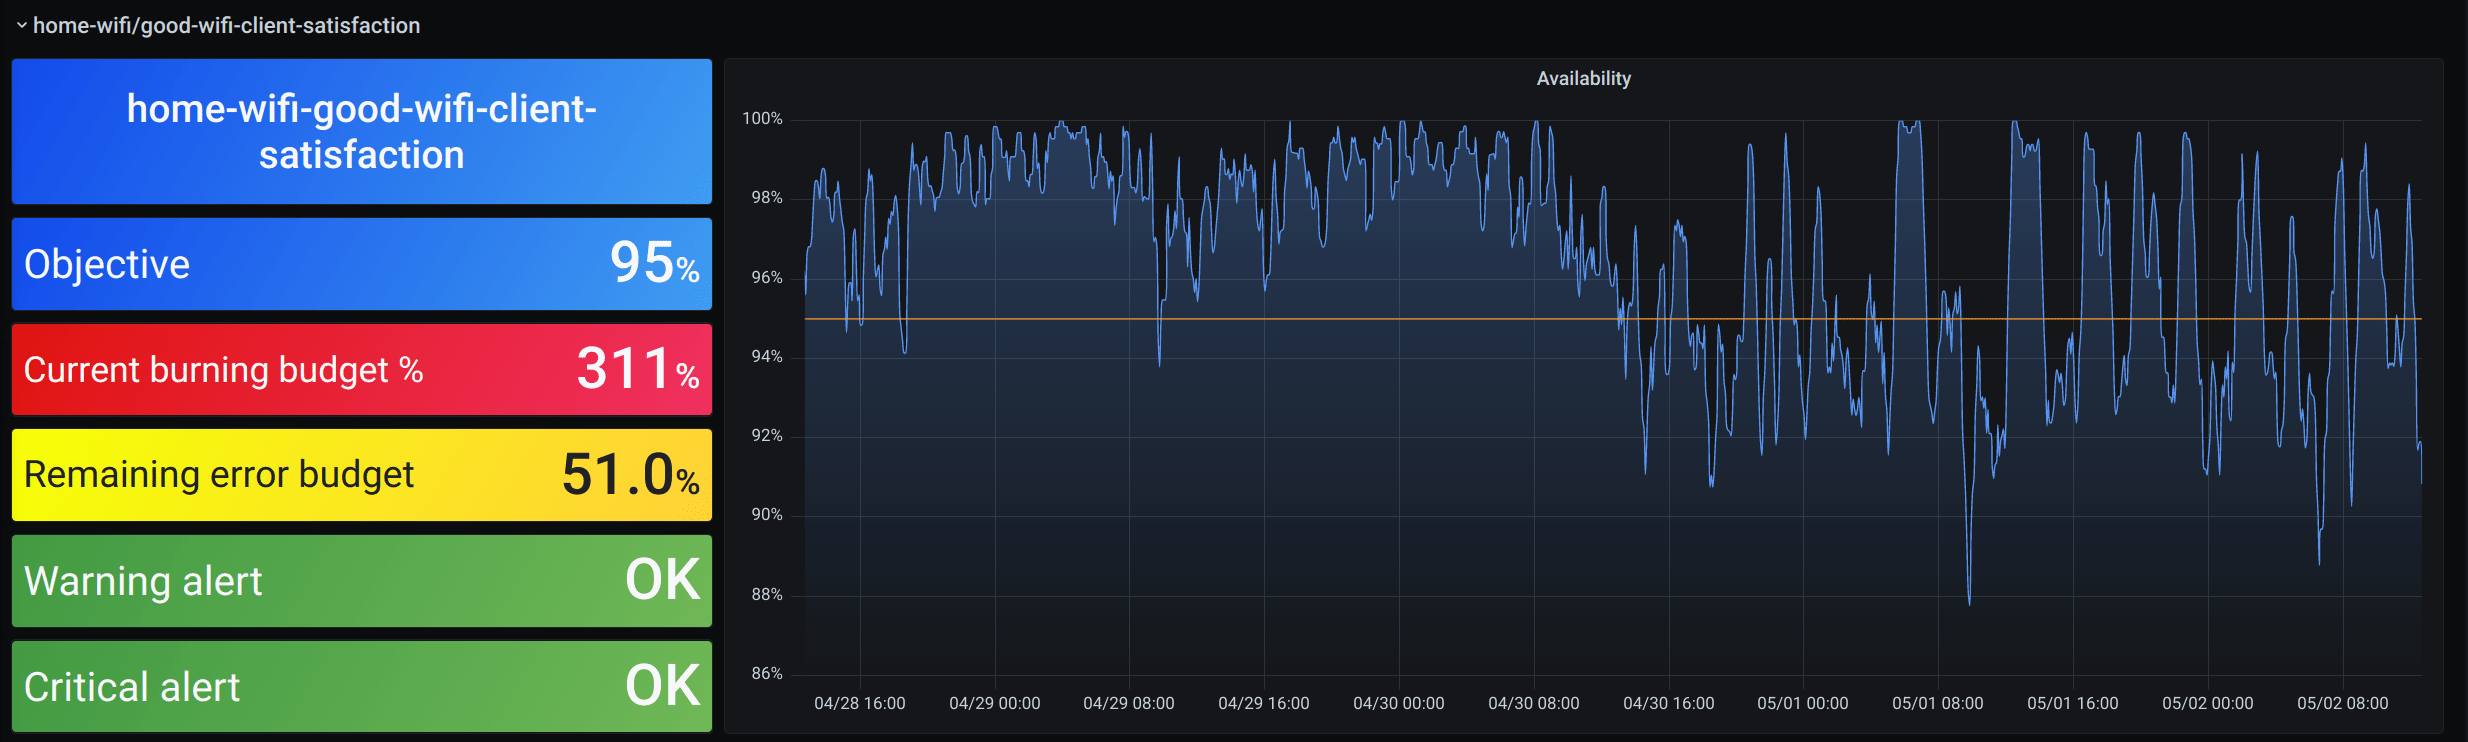 home-wifi/good-wifi-client-satisfaction
home-wifi-good-wifi-client-
satisfaction
Objective 95%
Current burning budget % 311%
Remaining error budget 51.0%
Warning alert OK
Critical alert OK
Availability
100%
98%
96%
94%
92%
90%
88%
86%
04/28 16:00 04/29 00:00 04/29 08:00 04/29 16:00 04/30 00:00 04/30 08:00 04/30 16:00 05/01 00:00 05/01 08:00 05/01 16:00 05/02 00:00 05/02 08:00